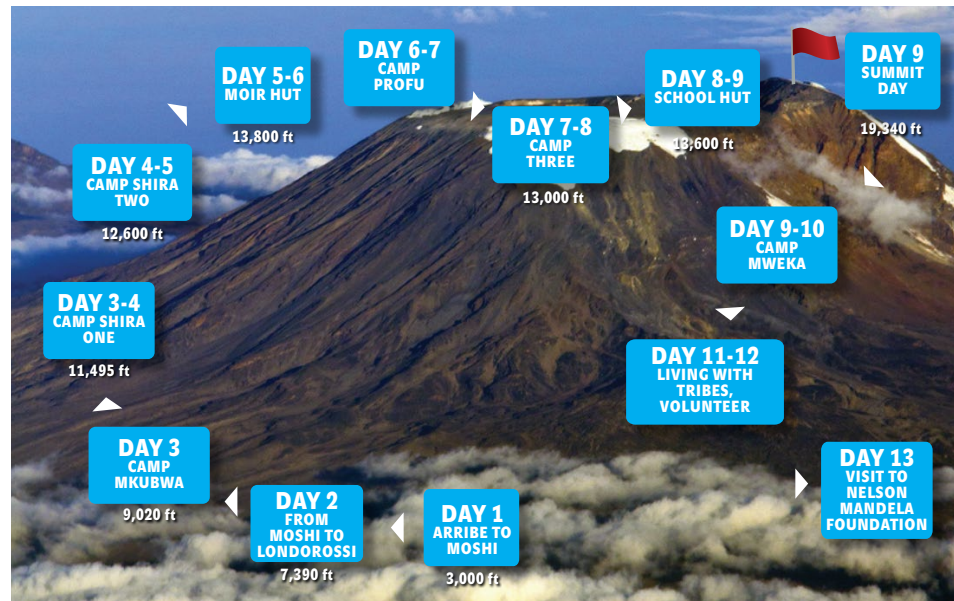 DAY 1
ARRIBE TO
MOSHI
3,000 ft
DAY 2
FROM
MOSHI TO
LONDOROSSI
7,390 ft
DAY 3
CAMP
MKUBWA
9,020 ft
DAY 3-4
CAMP SHIRA
ONE
11,495 ft
DAY 4-5
CAMP SHIRA
TWO
12,600 ft
DAY 5-6
MOIR HUT
13,800 ft
DAY 6-7
CAMP
PROFU
DAY 7-8
CAMP
THREE
13,000 ft
DAY 8-9
SCHOOL HUT
13,600 ft
DAY 9
SUMMIT
DAY
19,340 ft
DAY 9-10
CAMP
MWEKA
DAY 11-12
LIVING WITH
TRIBES,
VOLUNTEER
DAY 13
VISIT TO
NELSON
MANDELA
FOUNDATION